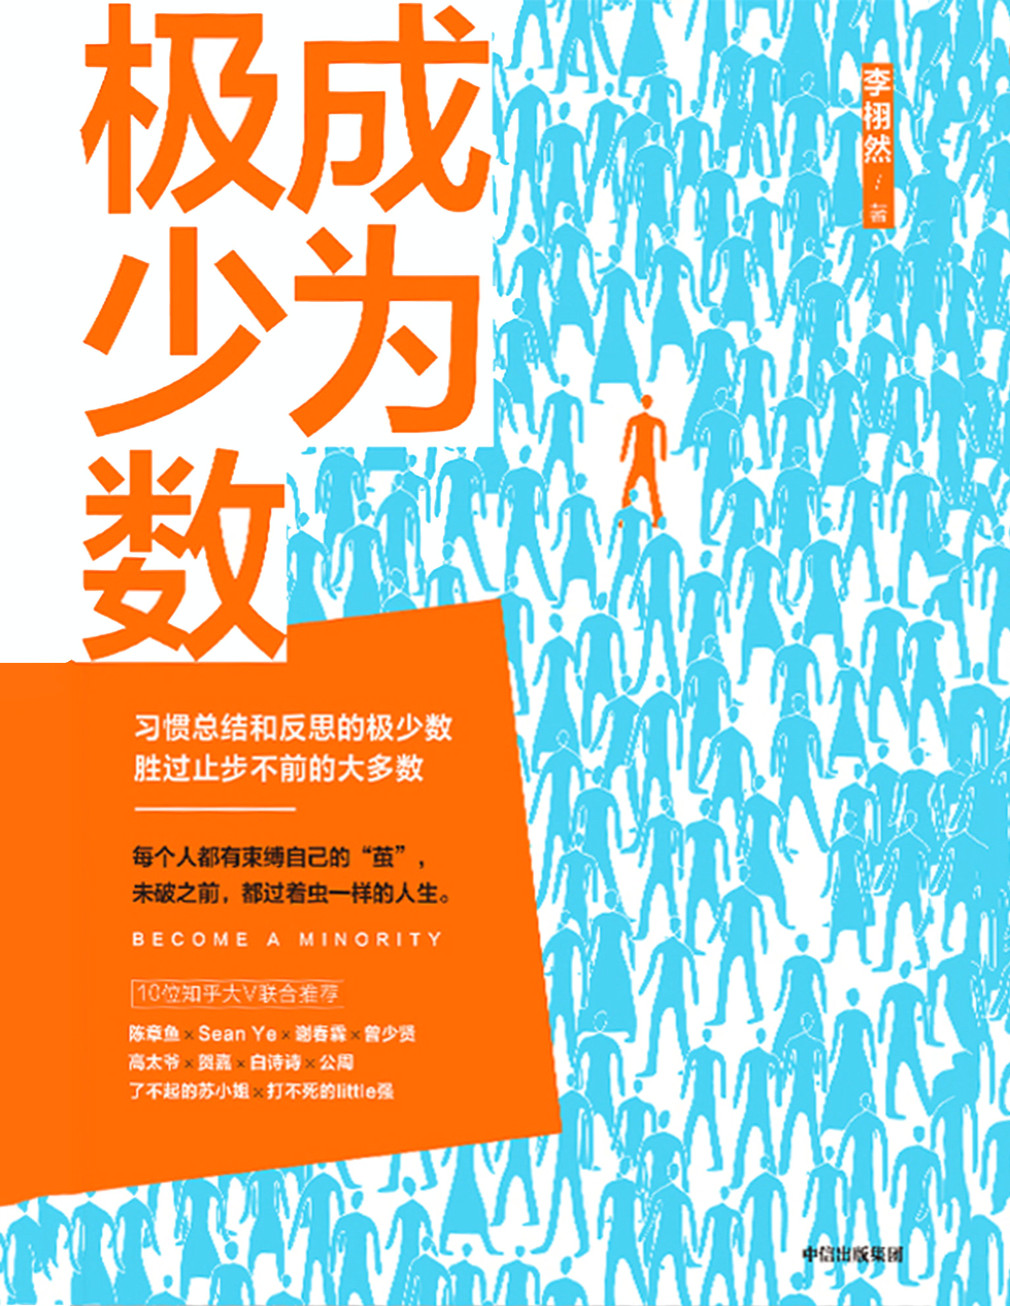 成为
极少数
李栩然 / 著
习惯总结和反思的极少数
胜过止步不前的大多数
每个人都有束缚自己的“茧”，
未破之前，都过着虫一样的人生。
BECOME A MINORITY
10位知乎大V联合推荐
陈章鱼×Sean Ye×谢春霖×曾少贤
高太爷×贺嘉×白诗诗×公周
了不起的苏小姐×打不死的little强
中信出版集团